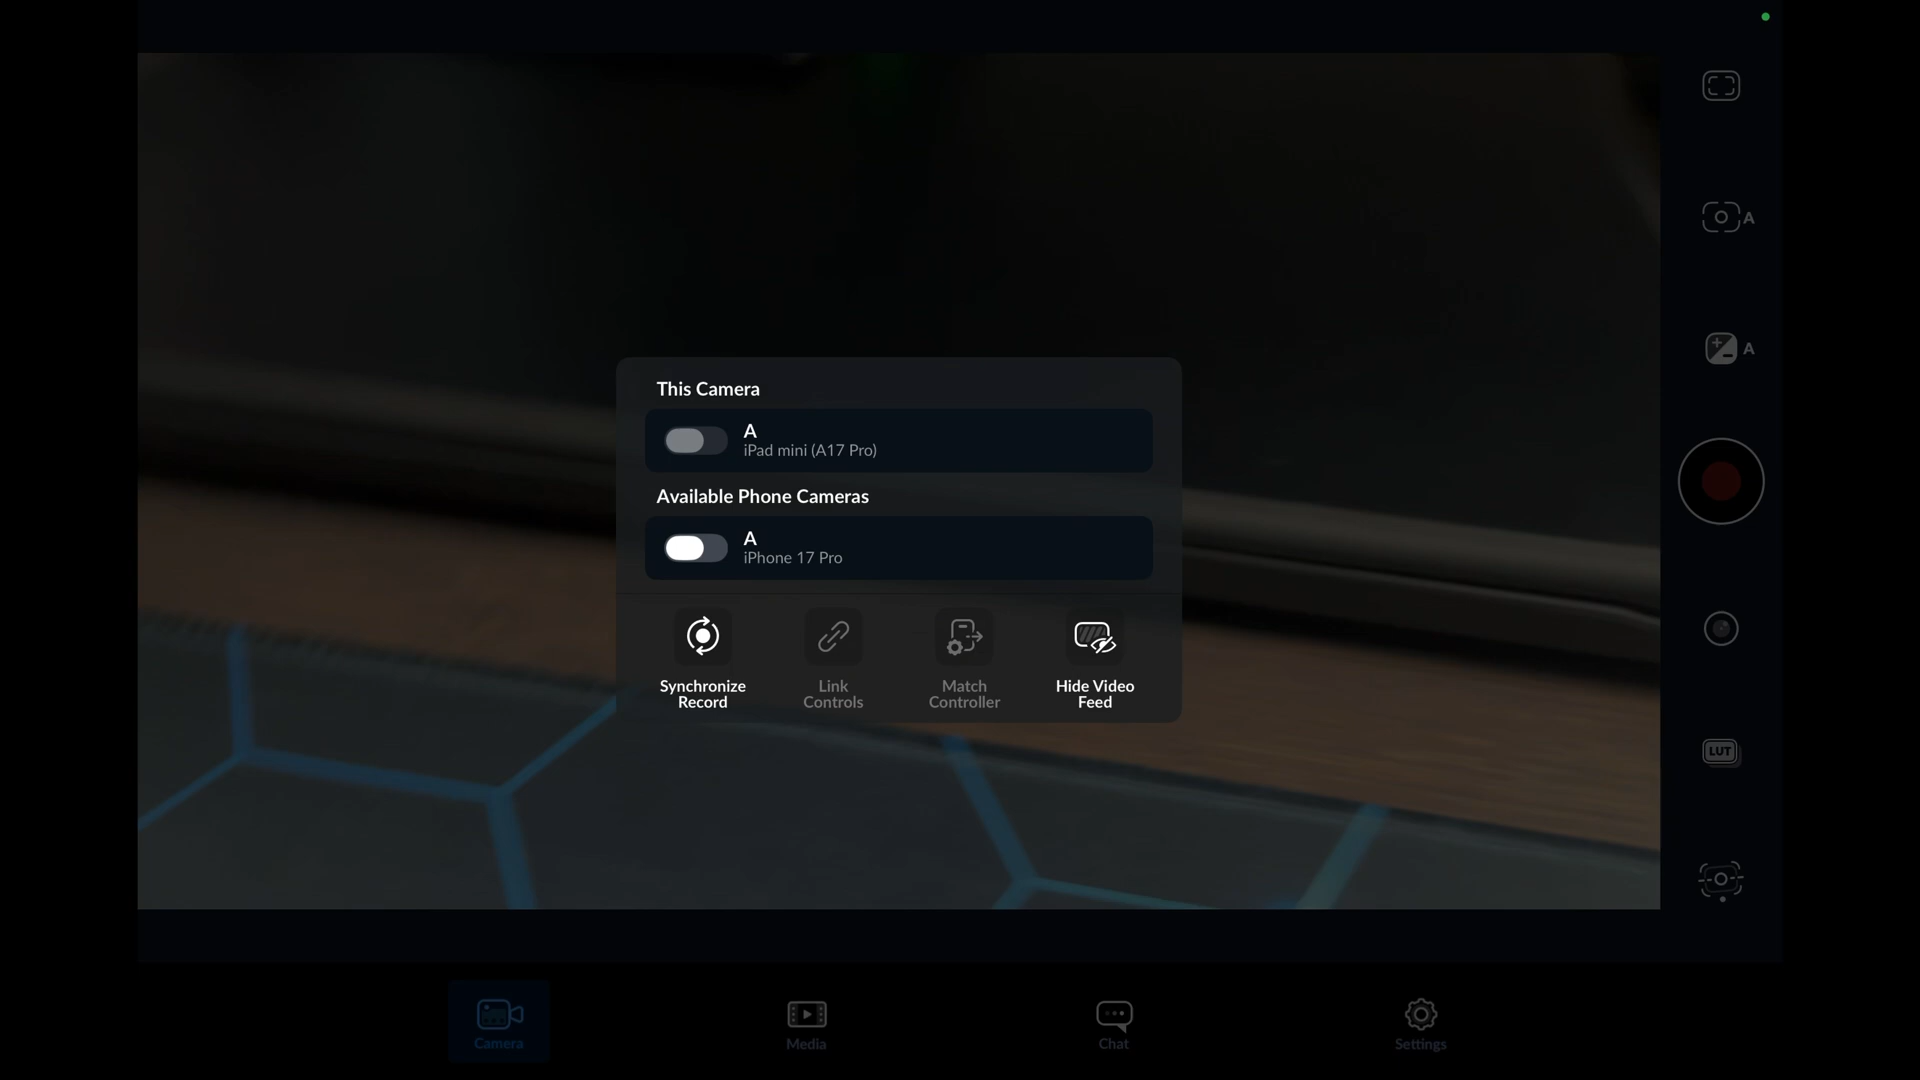 A
A
This Camera
A
iPad mini (A17 Pro)
Available Phone Cameras
A
iPhone 17 Pro
Synchronize
Record
Link
Controls
Match
Controller
Hide Video
Feed
LUT
Camera
Media
Chat
Settings